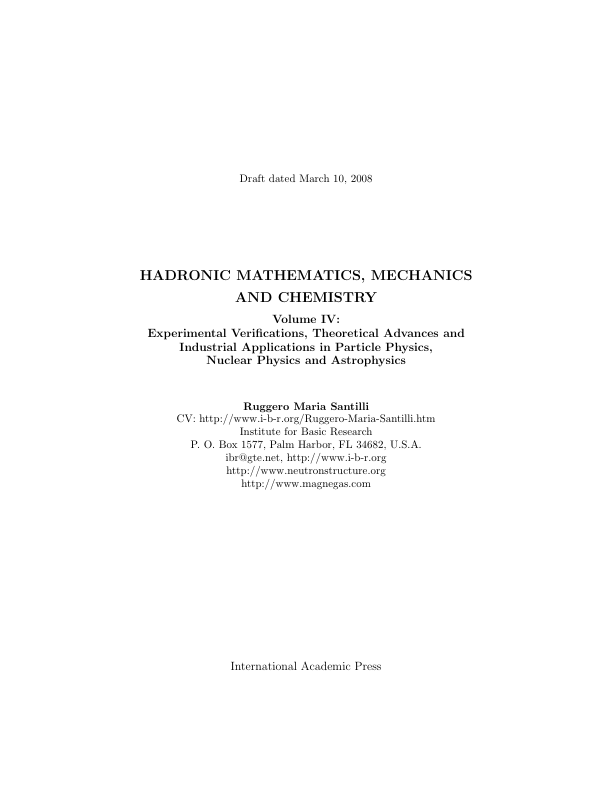 Draft dated March 10, 2008
HADRONIC MATHEMATICS, MECHANICS
AND CHEMISTRY
Volume IV:
Experimental Verifications, Theoretical Advances and
Industrial Applications in Particle Physics,
Nuclear Physics and Astrophysics
Ruggero Maria Santilli
CV: http://www.i-b-r.org/Ruggero-Maria-Santilli.htm
Institute for Basic Research
P. O. Box 1577, Palm Harbor, FL 34682, U.S.A.
ibr@gte.net, http://www.i-b-r.org
http://www.neutronstructure.org
http://www.magnegas.com
International Academic Press